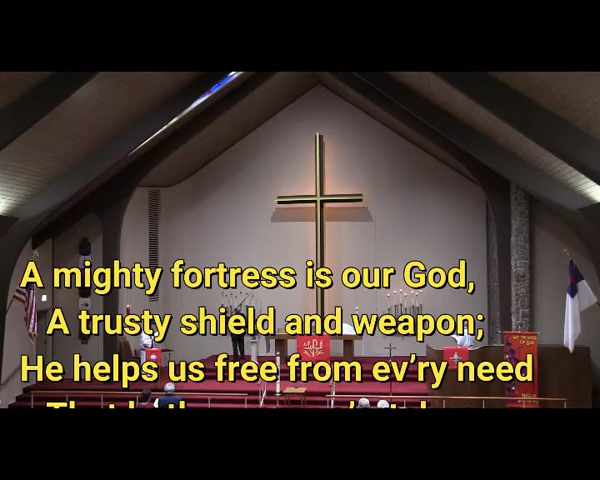 A mighty fortress is our God,
A trusty shield and weapon;
He helps us free from ev’ry need